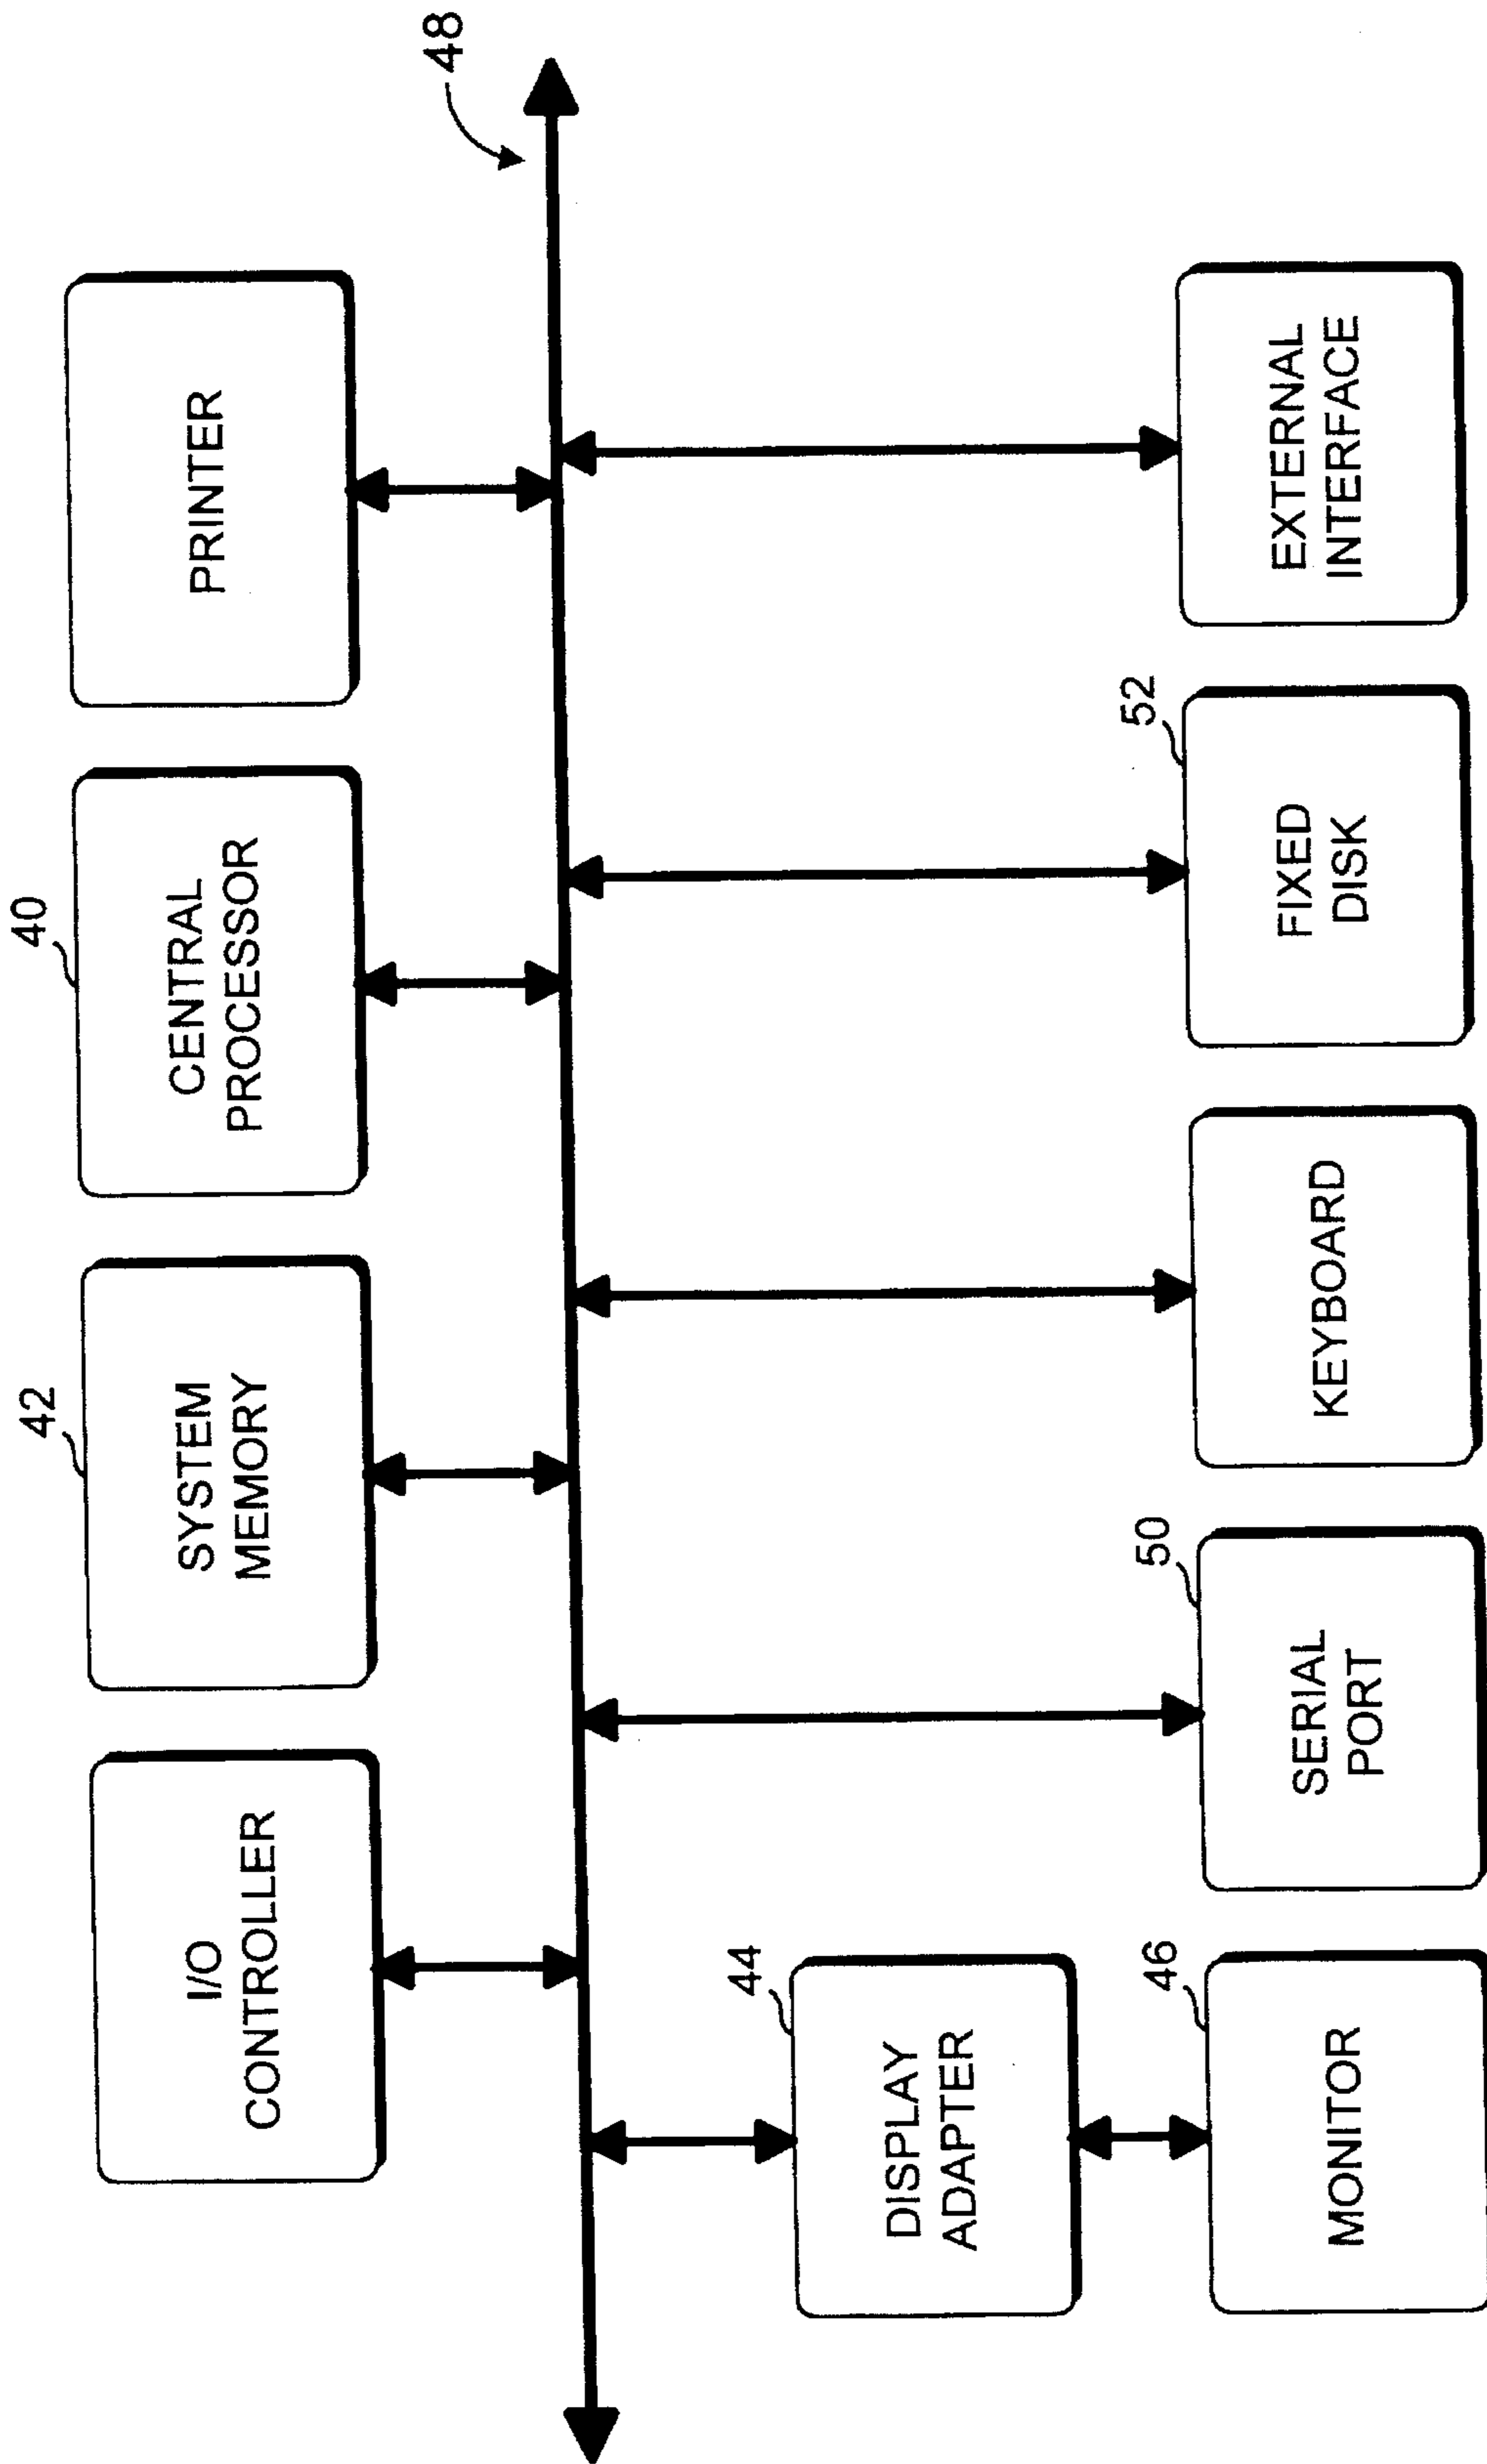 48
42
40
I/O
CONTROLLER
SYSTEM
MEMORY
CENTRAL
PROCESSOR
PRINTER
44
DISPLAY
ADAPTER
46
50
52
MONITOR
SERIAL
PORT
KEYBOARD
FIXED
DISK
EXTERNAL
INTERFACE